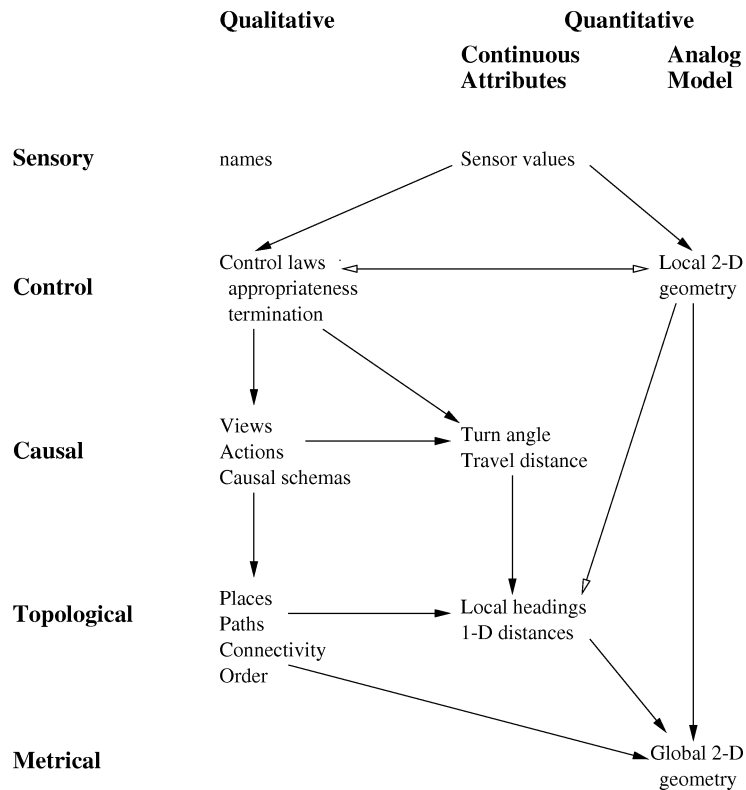 Qualitative
Quantitative
Continuous
Attributes
Analog
Model
Sensory
names
Sensor values
Control
Control laws
appropriateness
termination
Local 2-D
geometry
Causal
Views
Actions
Causal schemas
Turn angle
Travel distance
Topological
Places
Paths
Connectivity
Order
Local headings
1-D distances
Metrical
Global 2-D
geometry